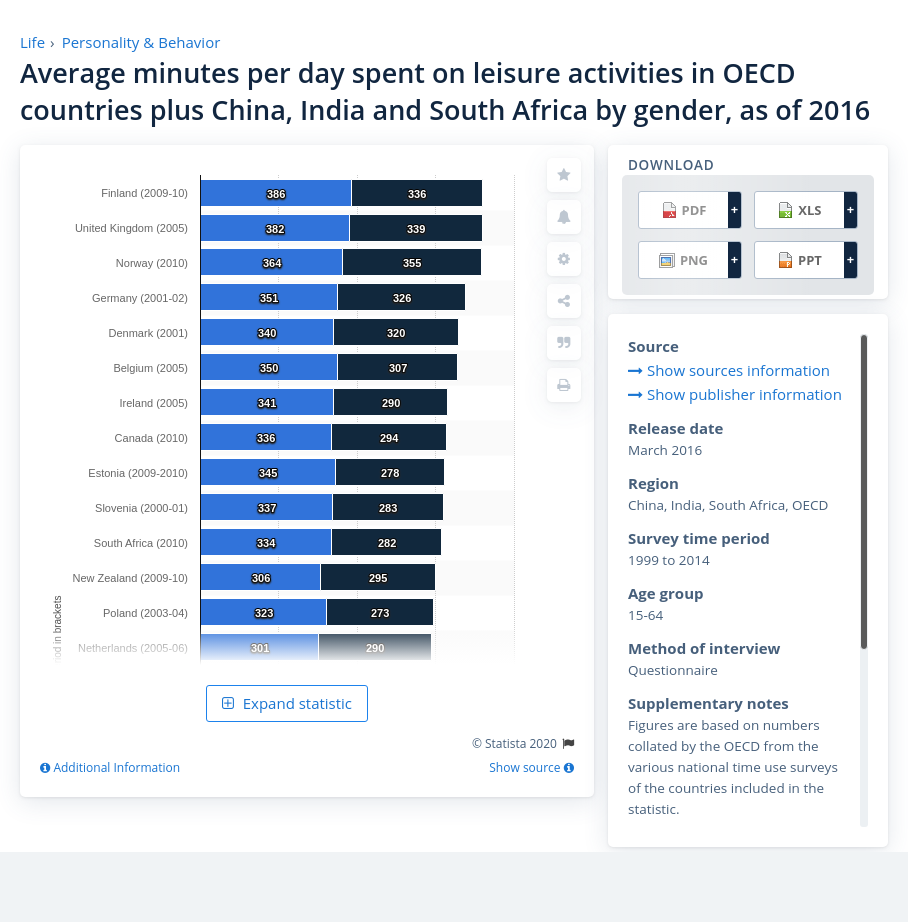 Life › Personality & Behavior
Average minutes per day spent on leisure activities in OECD
countries plus China, India and South Africa by gender, as of 2016
Finland (2009-10) 386 336
United Kingdom (2005) 382 339
Norway (2010) 364 355
Germany (2001-02) 351 326
Denmark (2001) 340 320
Belgium (2005) 350 307
Ireland (2005) 341 290
Canada (2010) 336 294
Estonia (2009-2010) 345 278
Slovenia (2000-01) 337 283
South Africa (2010) 334 282
New Zealand (2009-10) 306 295
Poland (2003-04) 323 273
Netherlands (2005-06) 301 290
in brackets
Expand statistic
© Statista 2020
Additional Information
Show source
DOWNLOAD
PDF +
XLS +
PNG +
PPT +
Source
Show sources information
Show publisher information
Release date
March 2016
Region
China, India, South Africa, OECD
Survey time period
1999 to 2014
Age group
15-64
Method of interview
Questionnaire
Supplementary notes
Figures are based on numbers
collated by the OECD from the
various national time use surveys
of the countries included in the
statistic.